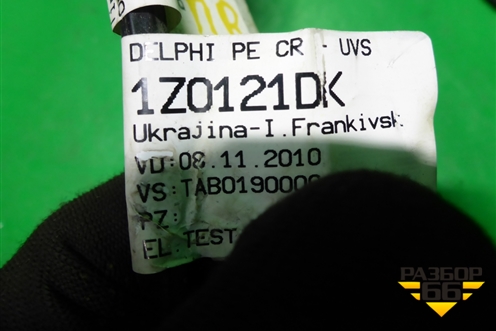 DELPHI PE CR - UVS
1Z0121DK
Ukrajina-I.Frankivsk
VD:08.11.2010
VS:TAB0190000
PZ:
EL.TEST
РАЗБОР
66